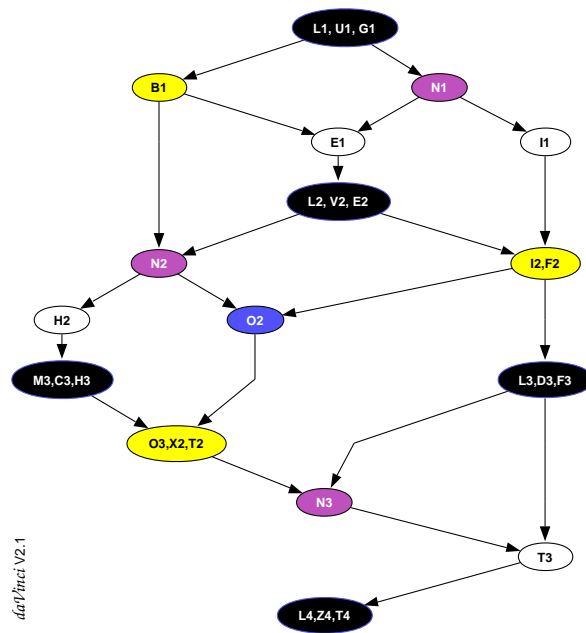 L1, U1, G1
B1
N1
E1
I1
L2, V2, E2
N2
I2,F2
H2
O2
M3,C3,H3
L3,D3,F3
O3,X2,T2
N3
T3
L4,Z4,T4
daVinci V2.1